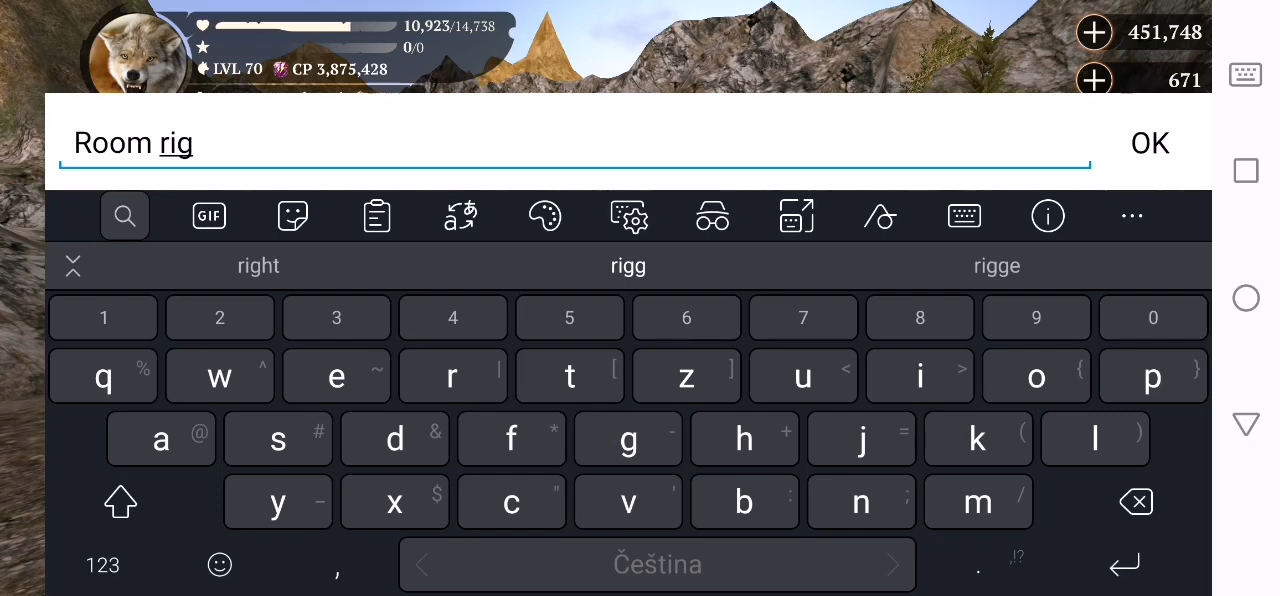 10,923/14,738
0/0
LVL 70 CP 3,875,428
451,748
671
Room rig
OK
GIF
right rigg rigge
1 2 3 4 5 6 7 8 9 0
q % w ^ e ~ r | t [ z ] u < i > o { p }
a @ s # d & f * g - h + j = k ( l )
y _ x $ c " v ' b : n ; m /
123 , < Čeština > . ,!?